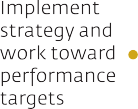 Implement
strategy and
work toward
performance
targets